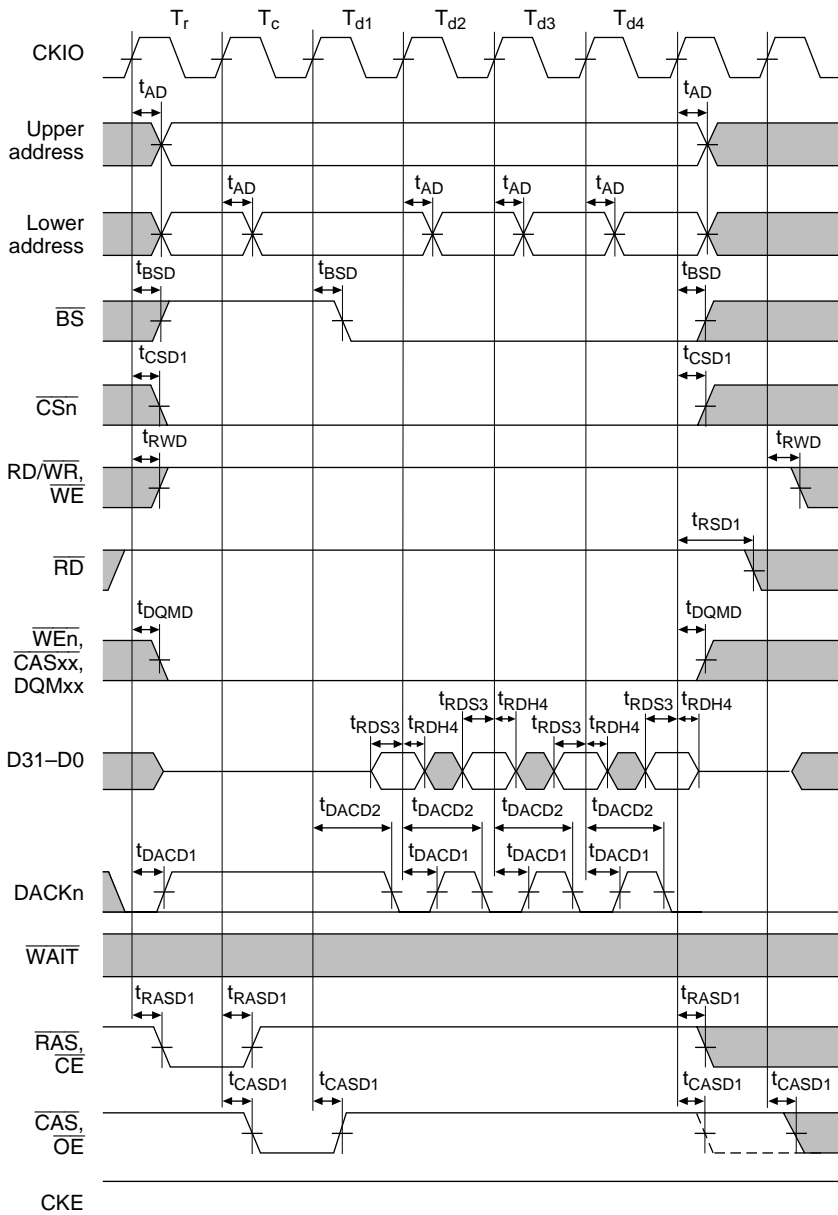 Tr Tc Td1 Td2 Td3 Td4
CKIO
tAD tAD
Upper
address
tAD tAD tAD tAD
Lower
address
tBSD tBSD tBSD
BS
tCSD1 tCSD1
CSn
tRWD tRWD
RD/WR,
WE
tRSD1
RD
tDQMD tDQMD
WEn,
CASxx,
DQMxx
tRDS3 tRDH4 tRDS3 tRDH4
tRDS3 tRDH4 tRDS3 tRDH4
D31–D0
tDACD2 tDACD2 tDACD2 tDACD2
tDACD1 tDACD1 tDACD1 tDACD1
DACKn
WAIT
tRASD1 tRASD1 tRASD1
RAS,
CE
tCASD1 tCASD1 tCASD1 tCASD1
CAS,
OE
CKE